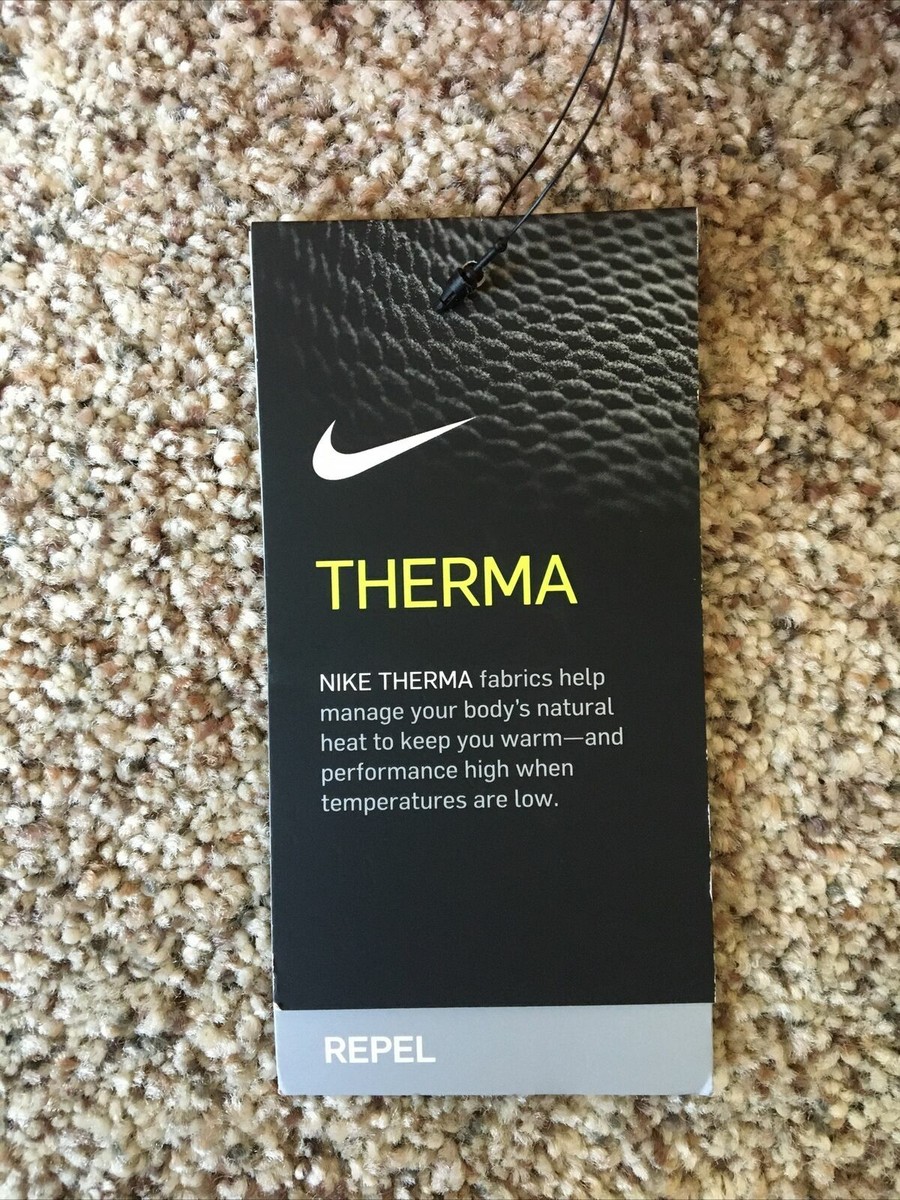 THERMA
NIKE THERMA fabrics help
manage your body's natural
heat to keep you warm—and
performance high when
temperatures are low.
REPEL